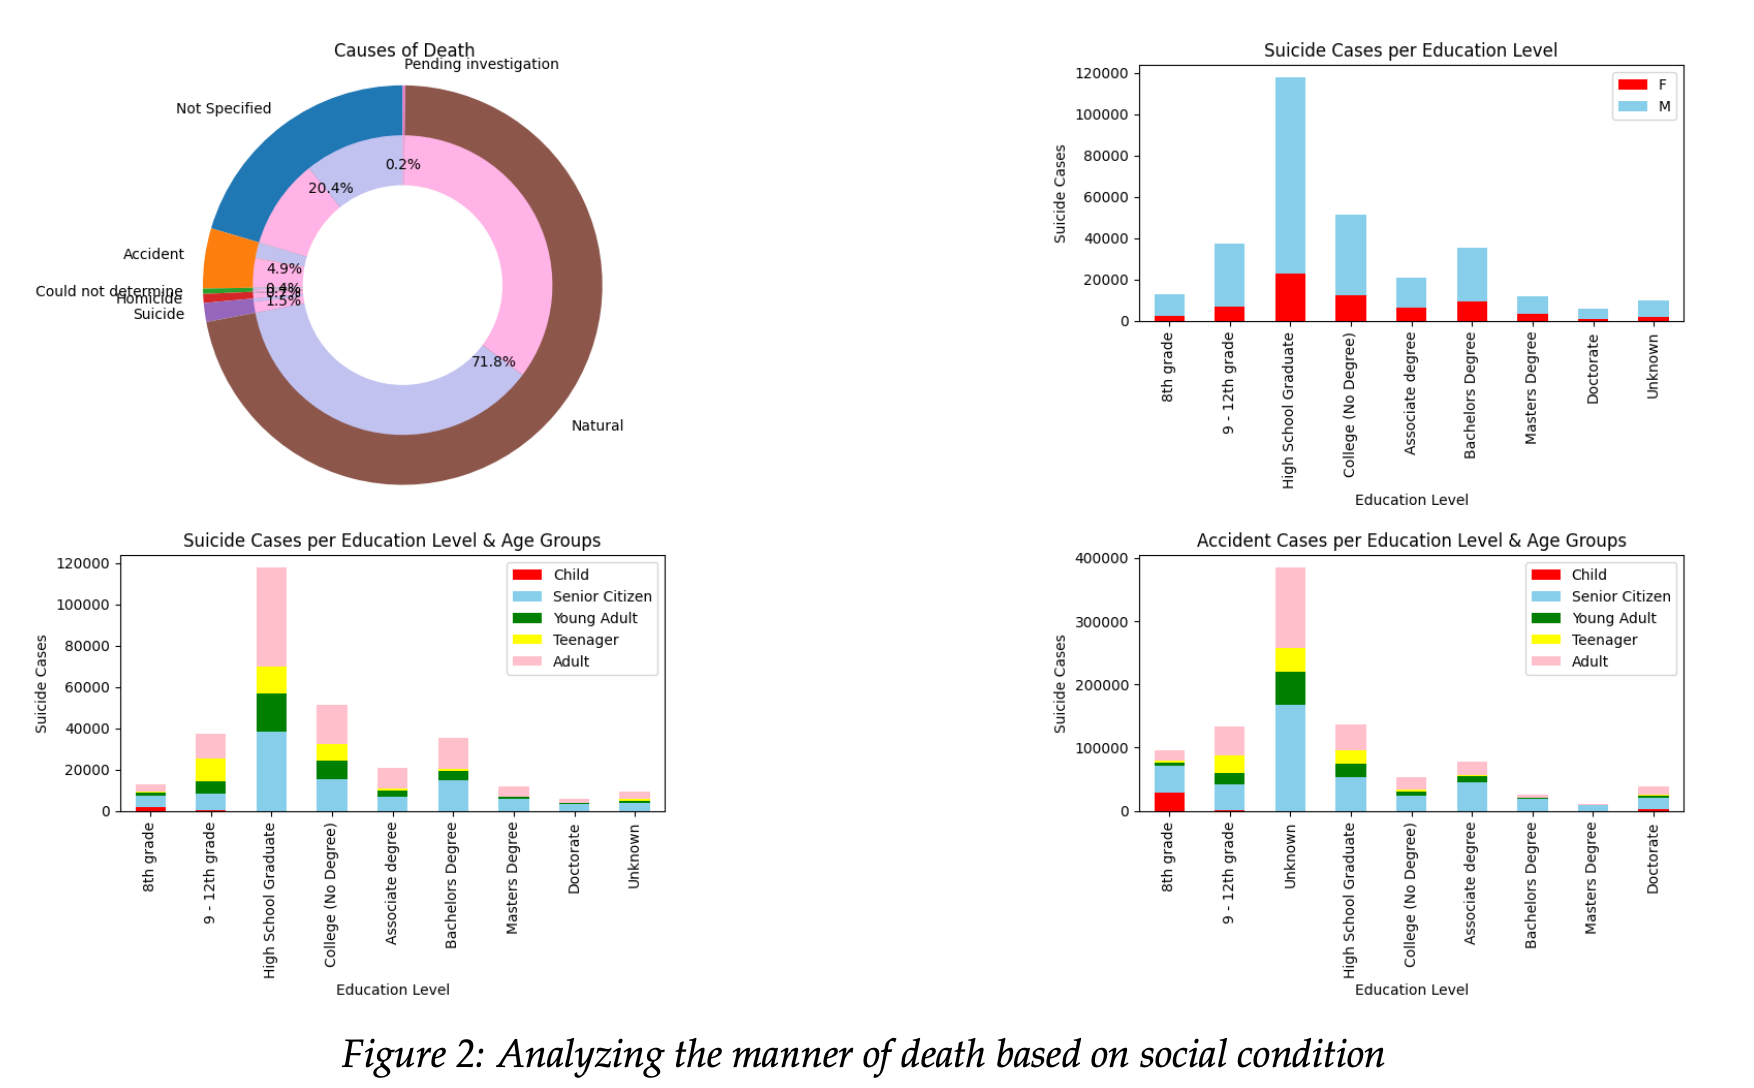 Causes of Death
Pending investigation
Not Specified
0.2%
20.4%
Accident
4.9%
Could not determine
0.4%
Homicide
0.7%
1.5%
Suicide
71.8%
Natural
Suicide Cases per Education Level
120000
100000
80000
60000
40000
20000
0
Suicide Cases
F
M
8th grade
9 - 12th grade
High School Graduate
College (No Degree)
Associate degree
Bachelors Degree
Masters Degree
Doctorate
Unknown
Education Level
Suicide Cases per Education Level & Age Groups
120000
100000
80000
60000
40000
20000
0
Suicide Cases
Child
Senior Citizen
Young Adult
Teenager
Adult
8th grade
9 - 12th grade
High School Graduate
College (No Degree)
Associate degree
Bachelors Degree
Masters Degree
Doctorate
Unknown
Education Level
Accident Cases per Education Level & Age Groups
400000
300000
200000
100000
0
Suicide Cases
Child
Senior Citizen
Young Adult
Teenager
Adult
8th grade
9 - 12th grade
Unknown
High School Graduate
College (No Degree)
Associate degree
Bachelors Degree
Masters Degree
Doctorate
Education Level
Figure 2: Analyzing the manner of death based on social condition